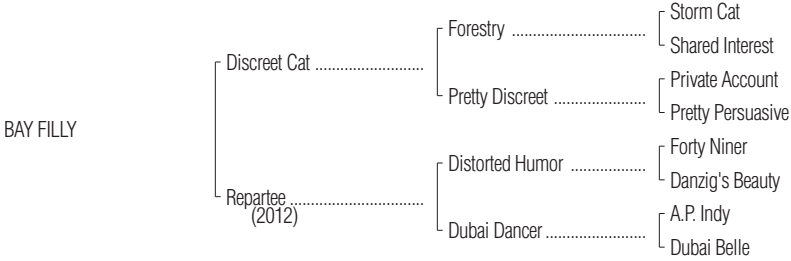 Storm Cat
Forestry ................................
Shared Interest
Discreet Cat ..........................
Private Account
Pretty Discreet ......................
Pretty Persuasive
BAY FILLY
Forty Niner
Distorted Humor ..................
Danzig's Beauty
Repartee ................................
(2012)
A.P. Indy
Dubai Dancer ........................
Dubai Belle